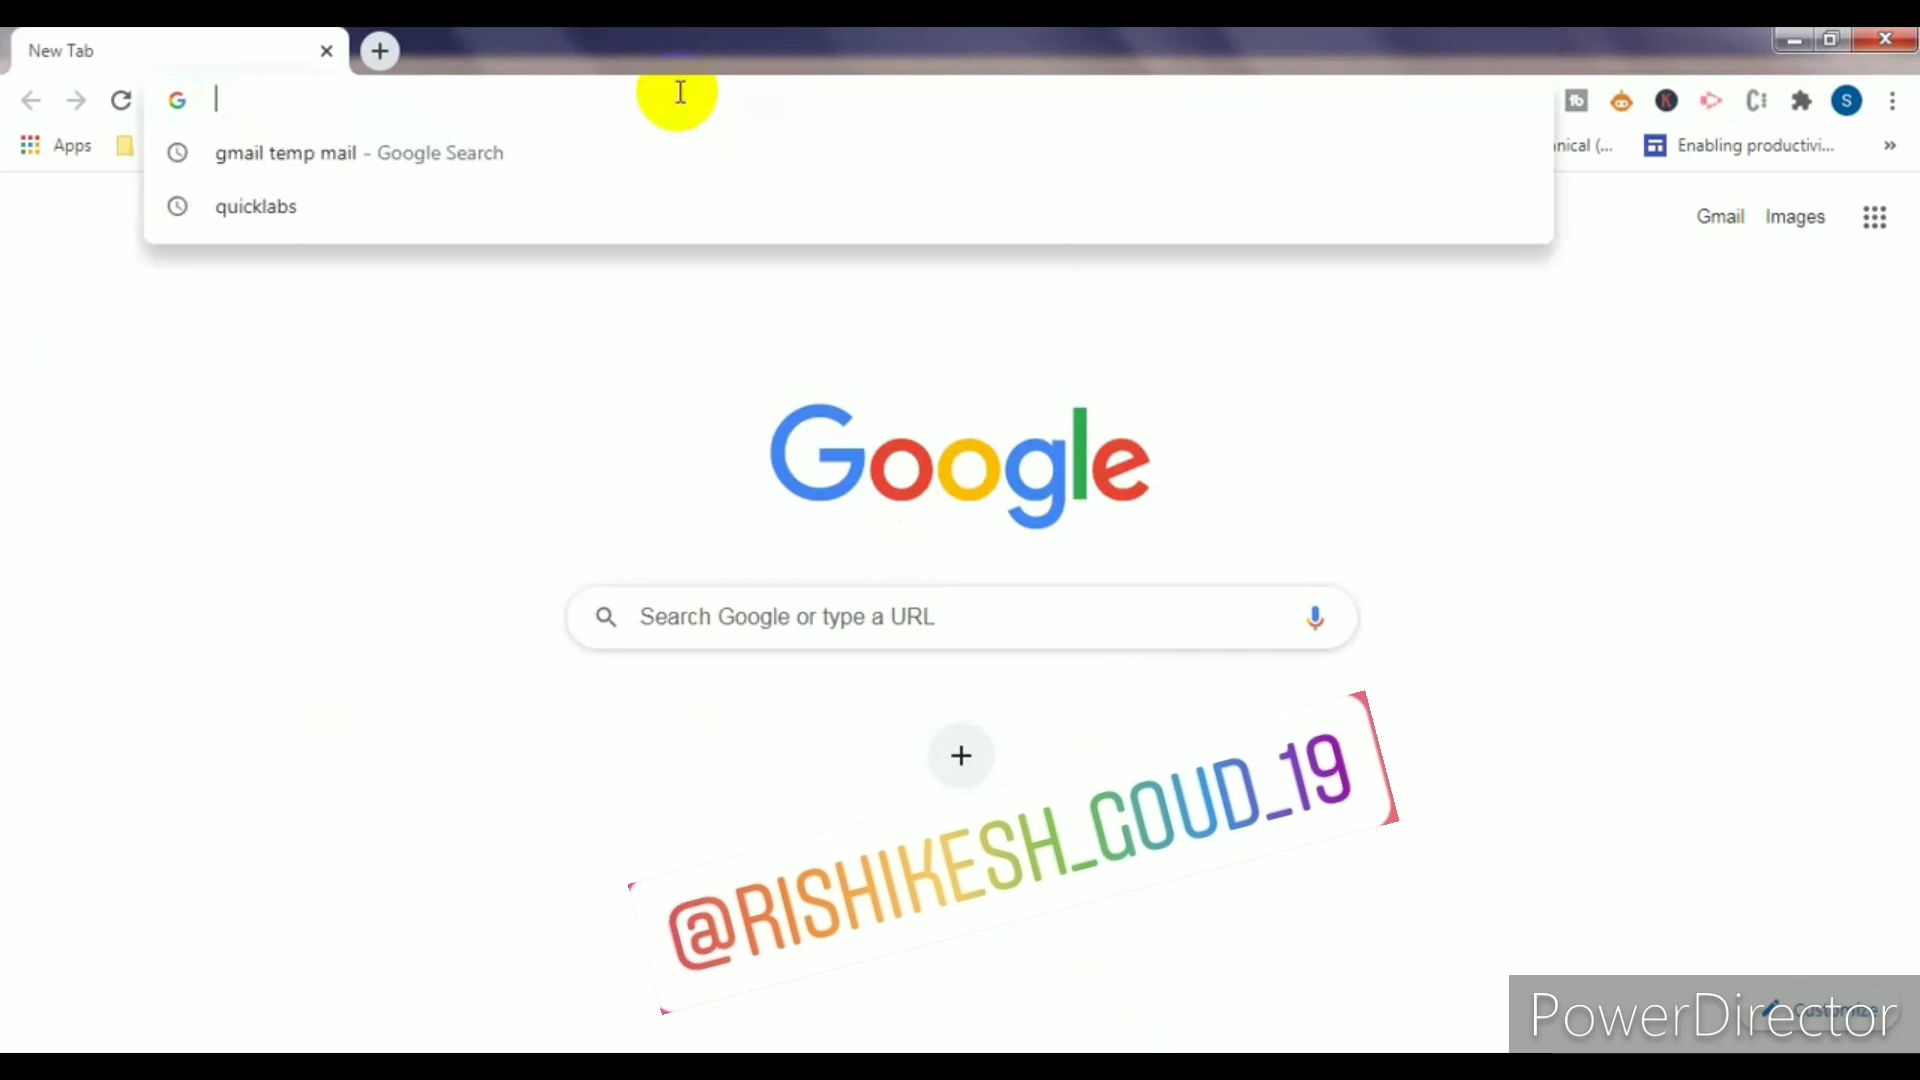 New Tab
gmail temp mail - Google Search
quicklabs
Apps
nical (...
Enabling productivi...
Gmail Images
Google
Search Google or type a URL
@RISHIKESH_GOUD_19
Customize
PowerDirector